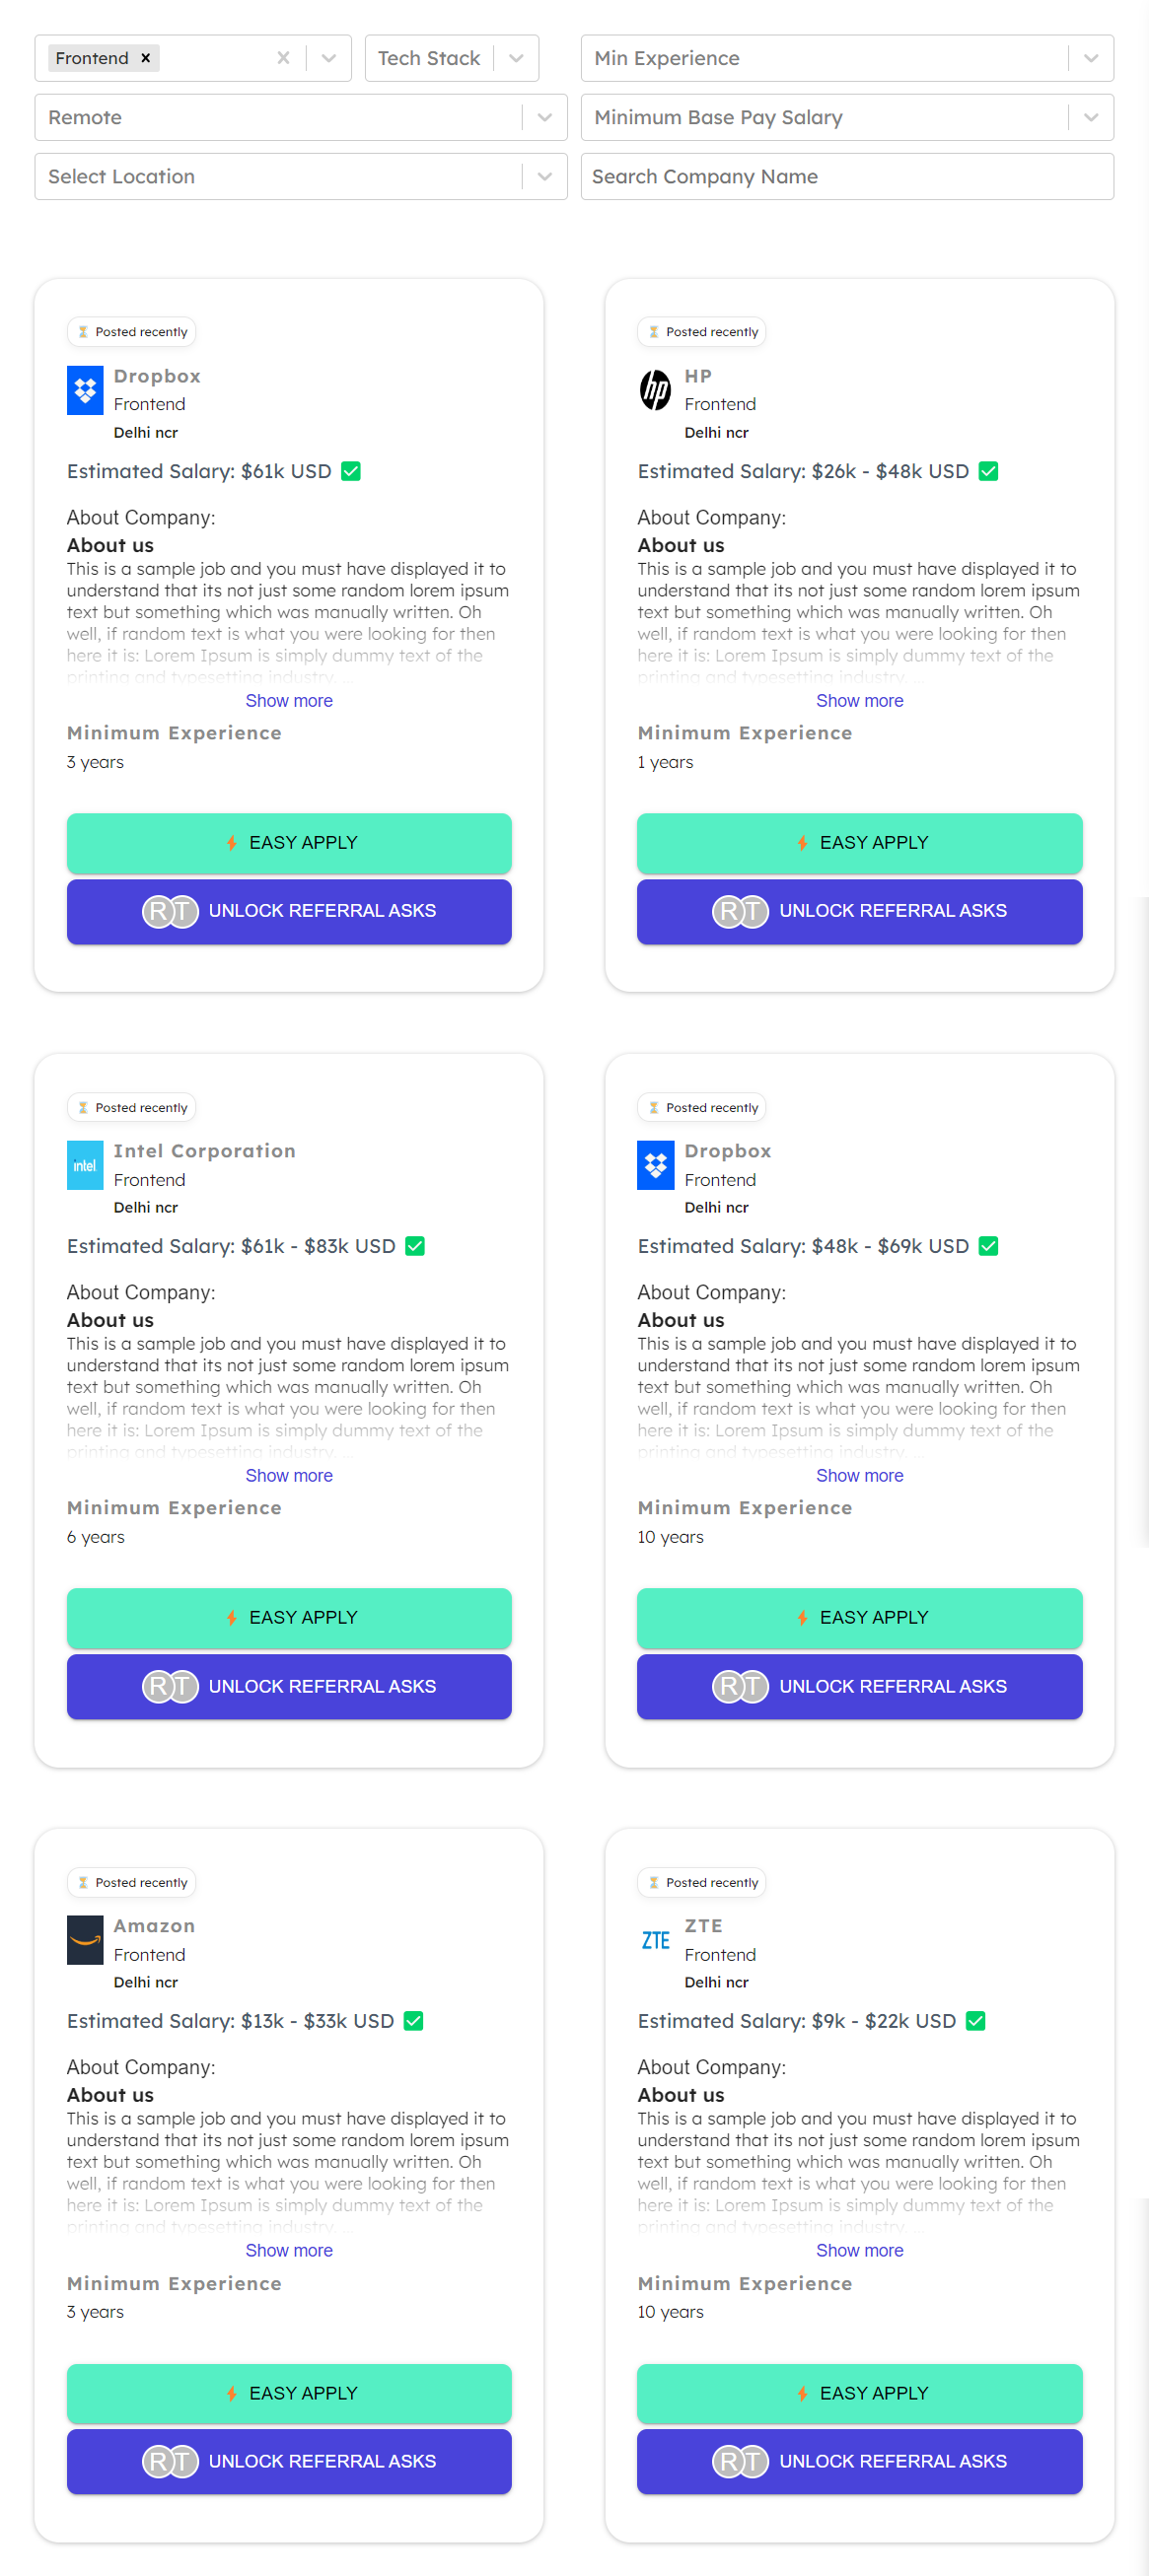 Frontend ×
Tech Stack
Min Experience
Remote
Minimum Base Pay Salary
Select Location
Search Company Name
⏳ Posted recently
Dropbox
Frontend
Delhi ncr
Estimated Salary: $61k USD ✅
About Company:
About us
This is a sample job and you must have displayed it to
understand that its not just some random lorem ipsum
text but something which was manually written. Oh
well, if random text is what you were looking for then
here it is: Lorem Ipsum is simply dummy text of the
printing and typesetting industry. ...
Show more
Minimum Experience
3 years
⚡ EASY APPLY
R T UNLOCK REFERRAL ASKS
⏳ Posted recently
hp
HP
Frontend
Delhi ncr
Estimated Salary: $26k - $48k USD ✅
About Company:
About us
This is a sample job and you must have displayed it to
understand that its not just some random lorem ipsum
text but something which was manually written. Oh
well, if random text is what you were looking for then
here it is: Lorem Ipsum is simply dummy text of the
printing and typesetting industry. ...
Show more
Minimum Experience
1 years
⚡ EASY APPLY
R T UNLOCK REFERRAL ASKS
⏳ Posted recently
intel
Intel Corporation
Frontend
Delhi ncr
Estimated Salary: $61k - $83k USD ✅
About Company:
About us
This is a sample job and you must have displayed it to
understand that its not just some random lorem ipsum
text but something which was manually written. Oh
well, if random text is what you were looking for then
here it is: Lorem Ipsum is simply dummy text of the
printing and typesetting industry. ...
Show more
Minimum Experience
6 years
⚡ EASY APPLY
R T UNLOCK REFERRAL ASKS
⏳ Posted recently
Dropbox
Frontend
Delhi ncr
Estimated Salary: $48k - $69k USD ✅
About Company:
About us
This is a sample job and you must have displayed it to
understand that its not just some random lorem ipsum
text but something which was manually written. Oh
well, if random text is what you were looking for then
here it is: Lorem Ipsum is simply dummy text of the
printing and typesetting industry. ...
Show more
Minimum Experience
10 years
⚡ EASY APPLY
R T UNLOCK REFERRAL ASKS
⏳ Posted recently
Amazon
Frontend
Delhi ncr
Estimated Salary: $13k - $33k USD ✅
About Company:
About us
This is a sample job and you must have displayed it to
understand that its not just some random lorem ipsum
text but something which was manually written. Oh
well, if random text is what you were looking for then
here it is: Lorem Ipsum is simply dummy text of the
printing and typesetting industry. ...
Show more
Minimum Experience
3 years
⚡ EASY APPLY
R T UNLOCK REFERRAL ASKS
⏳ Posted recently
ZTE
ZTE
Frontend
Delhi ncr
Estimated Salary: $9k - $22k USD ✅
About Company:
About us
This is a sample job and you must have displayed it to
understand that its not just some random lorem ipsum
text but something which was manually written. Oh
well, if random text is what you were looking for then
here it is: Lorem Ipsum is simply dummy text of the
printing and typesetting industry. ...
Show more
Minimum Experience
10 years
⚡ EASY APPLY
R T UNLOCK REFERRAL ASKS